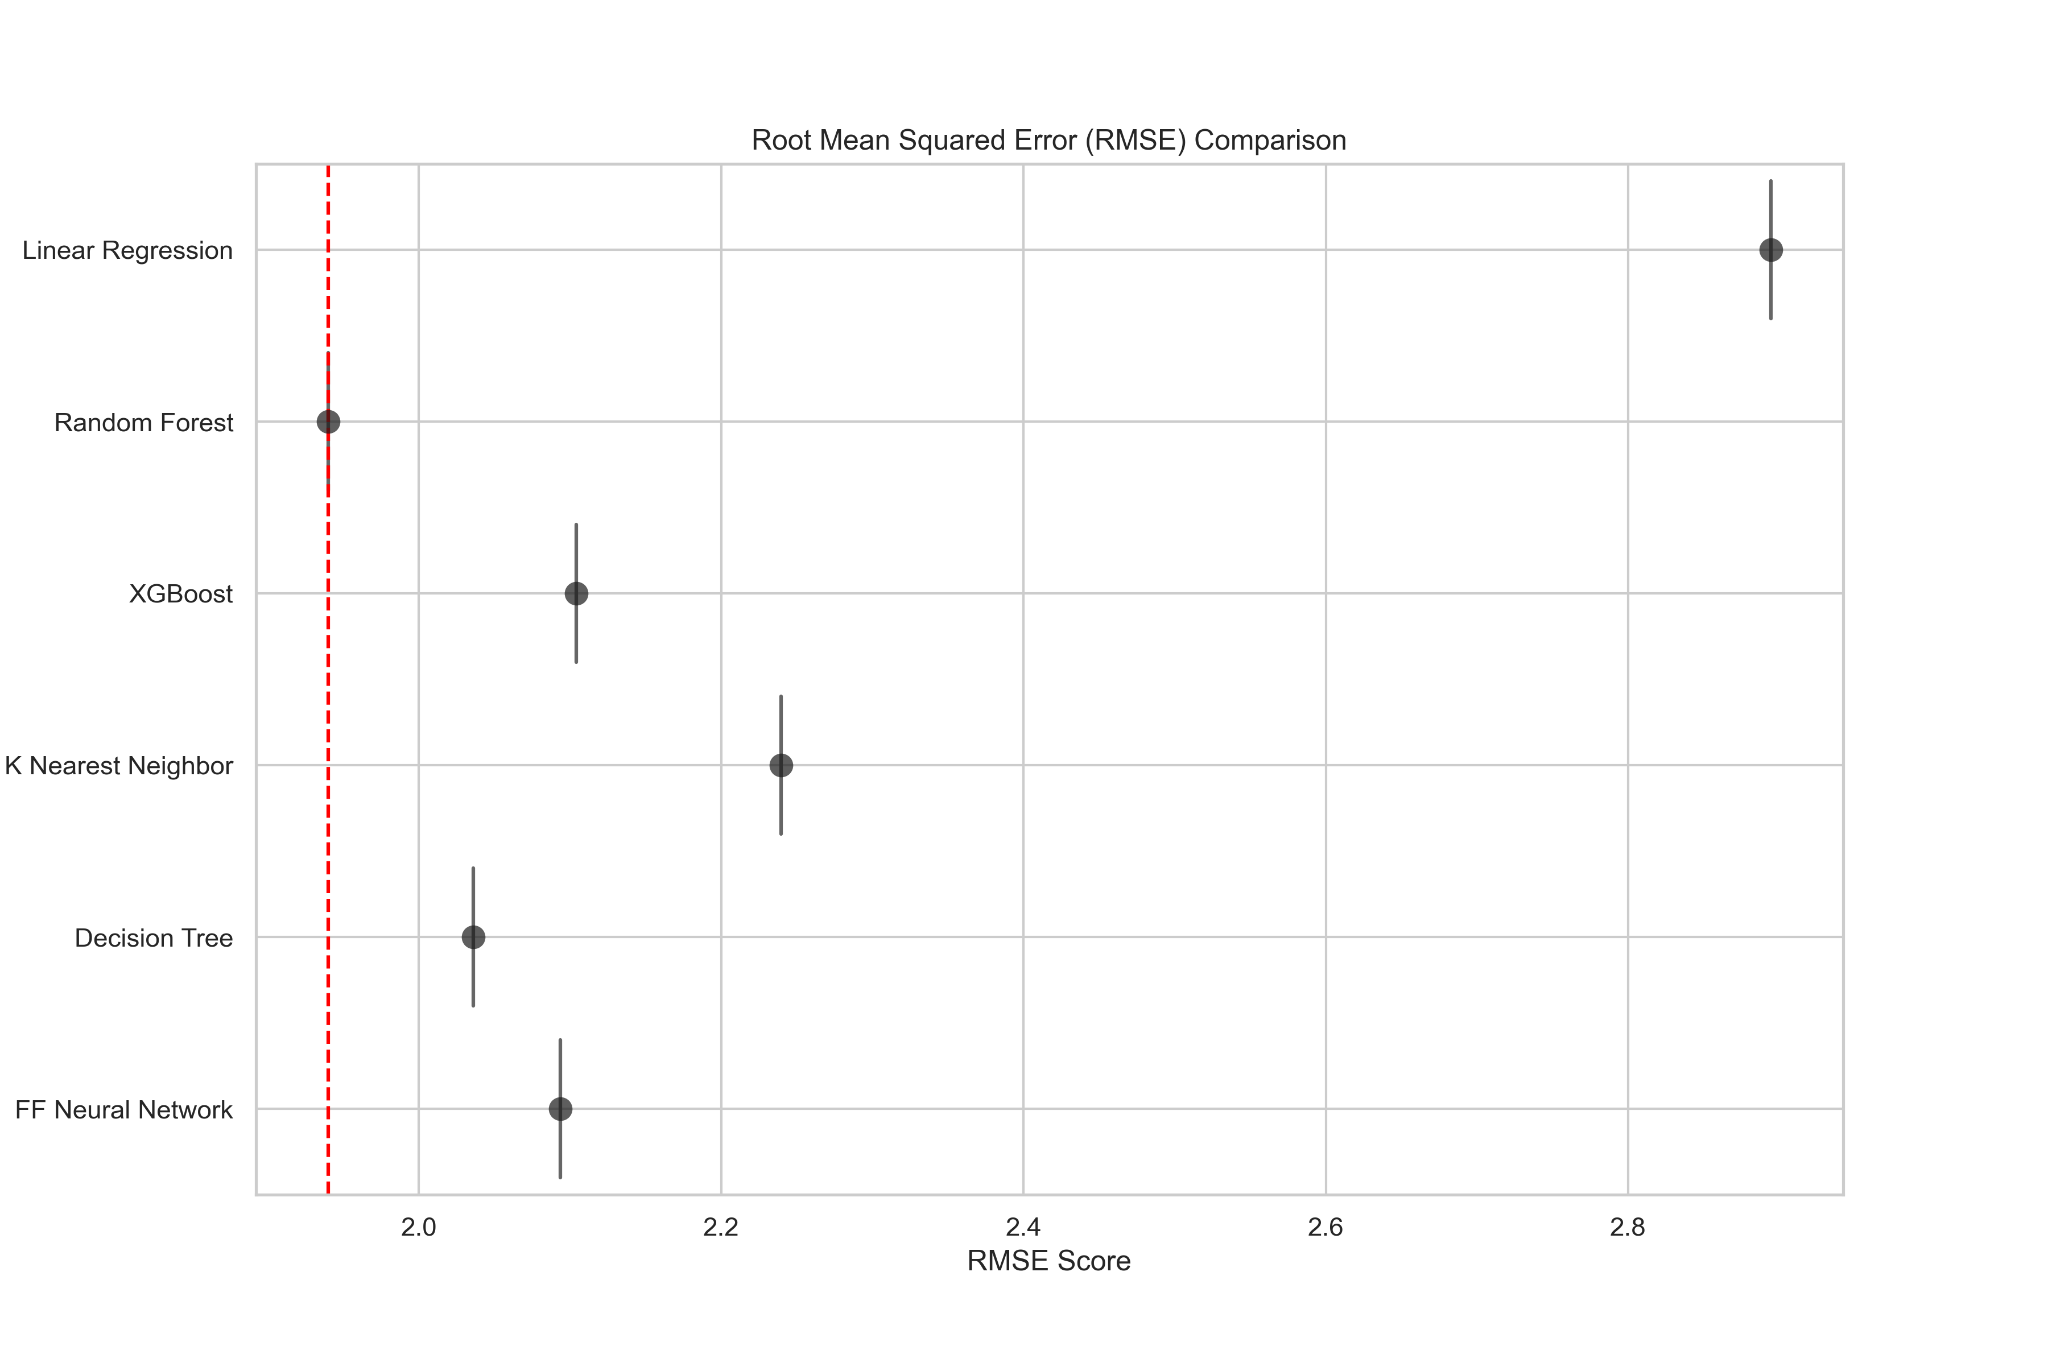 Root Mean Squared Error (RMSE) Comparison
Linear Regression
Random Forest
XGBoost
K Nearest Neighbor
Decision Tree
FF Neural Network
2.0 2.2 2.4 2.6 2.8
RMSE Score